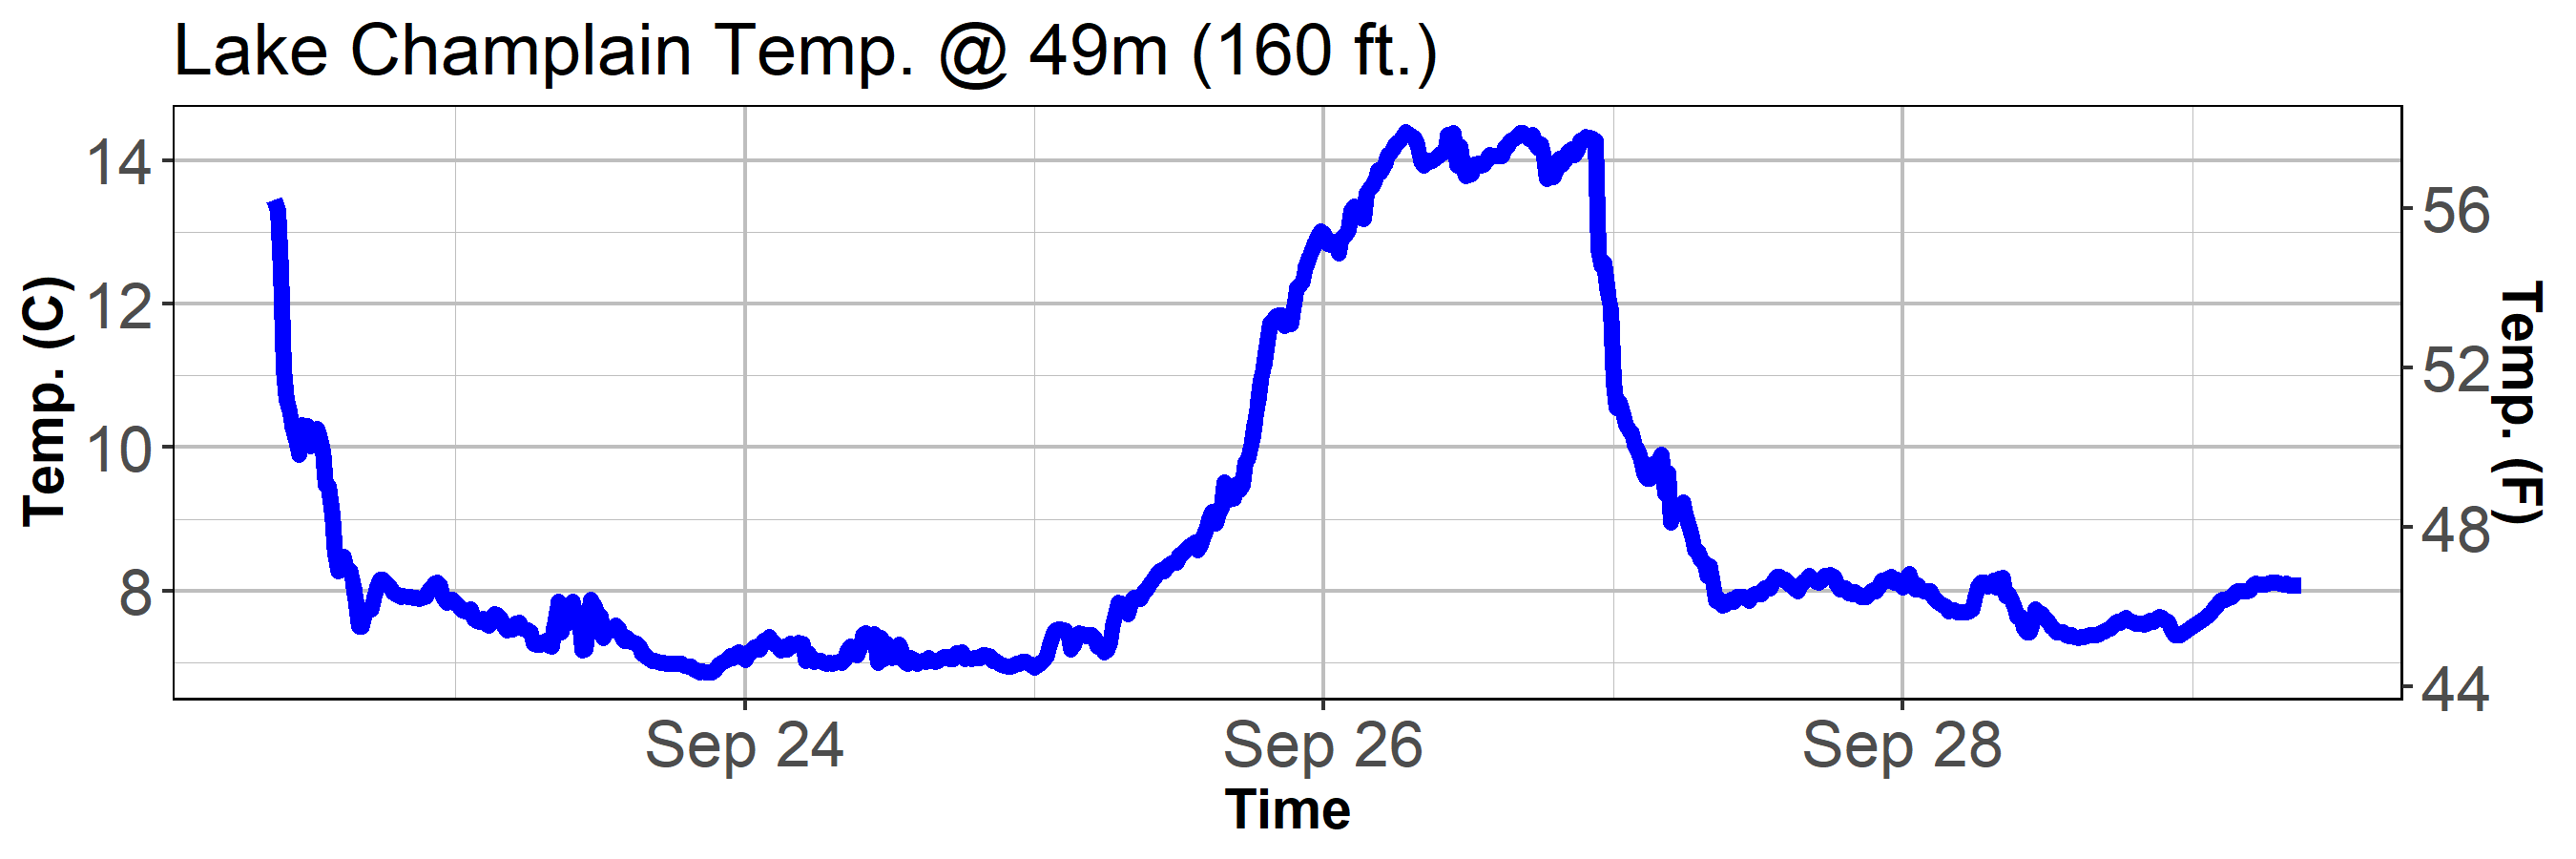 Lake Champlain Temp. @ 49m (160 ft.)
Temp. (C)
14
12
10
8
56
52
48
44
Temp. (F)
Sep 24
Sep 26
Sep 28
Time